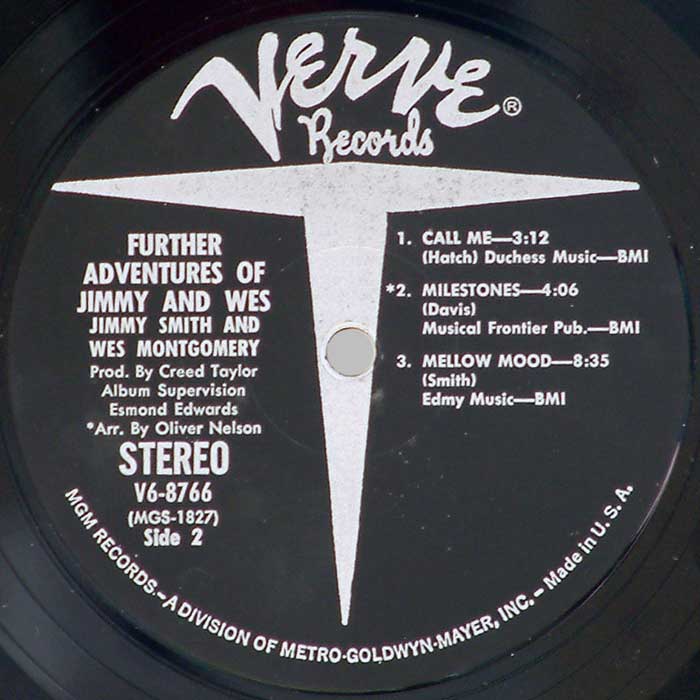 VERVE ®
Records
FURTHER
ADVENTURES OF
JIMMY AND WES
JIMMY SMITH AND
WES MONTGOMERY
Prod. By Creed Taylor
Album Supervision
Esmond Edwards
*Arr. By Oliver Nelson
STEREO
V6-8766
(MGS-1827)
Side 2
1. CALL ME—3:12
(Hatch) Duchess Music—BMI
*2. MILESTONES—4:06
(Davis)
Musical Frontier Pub.—BMI
3. MELLOW MOOD—8:35
(Smith)
Edmy Music—BMI
MGM RECORDS.—A DIVISION OF METRO-GOLDWYN-MAYER, INC. – Made in U. S. A.